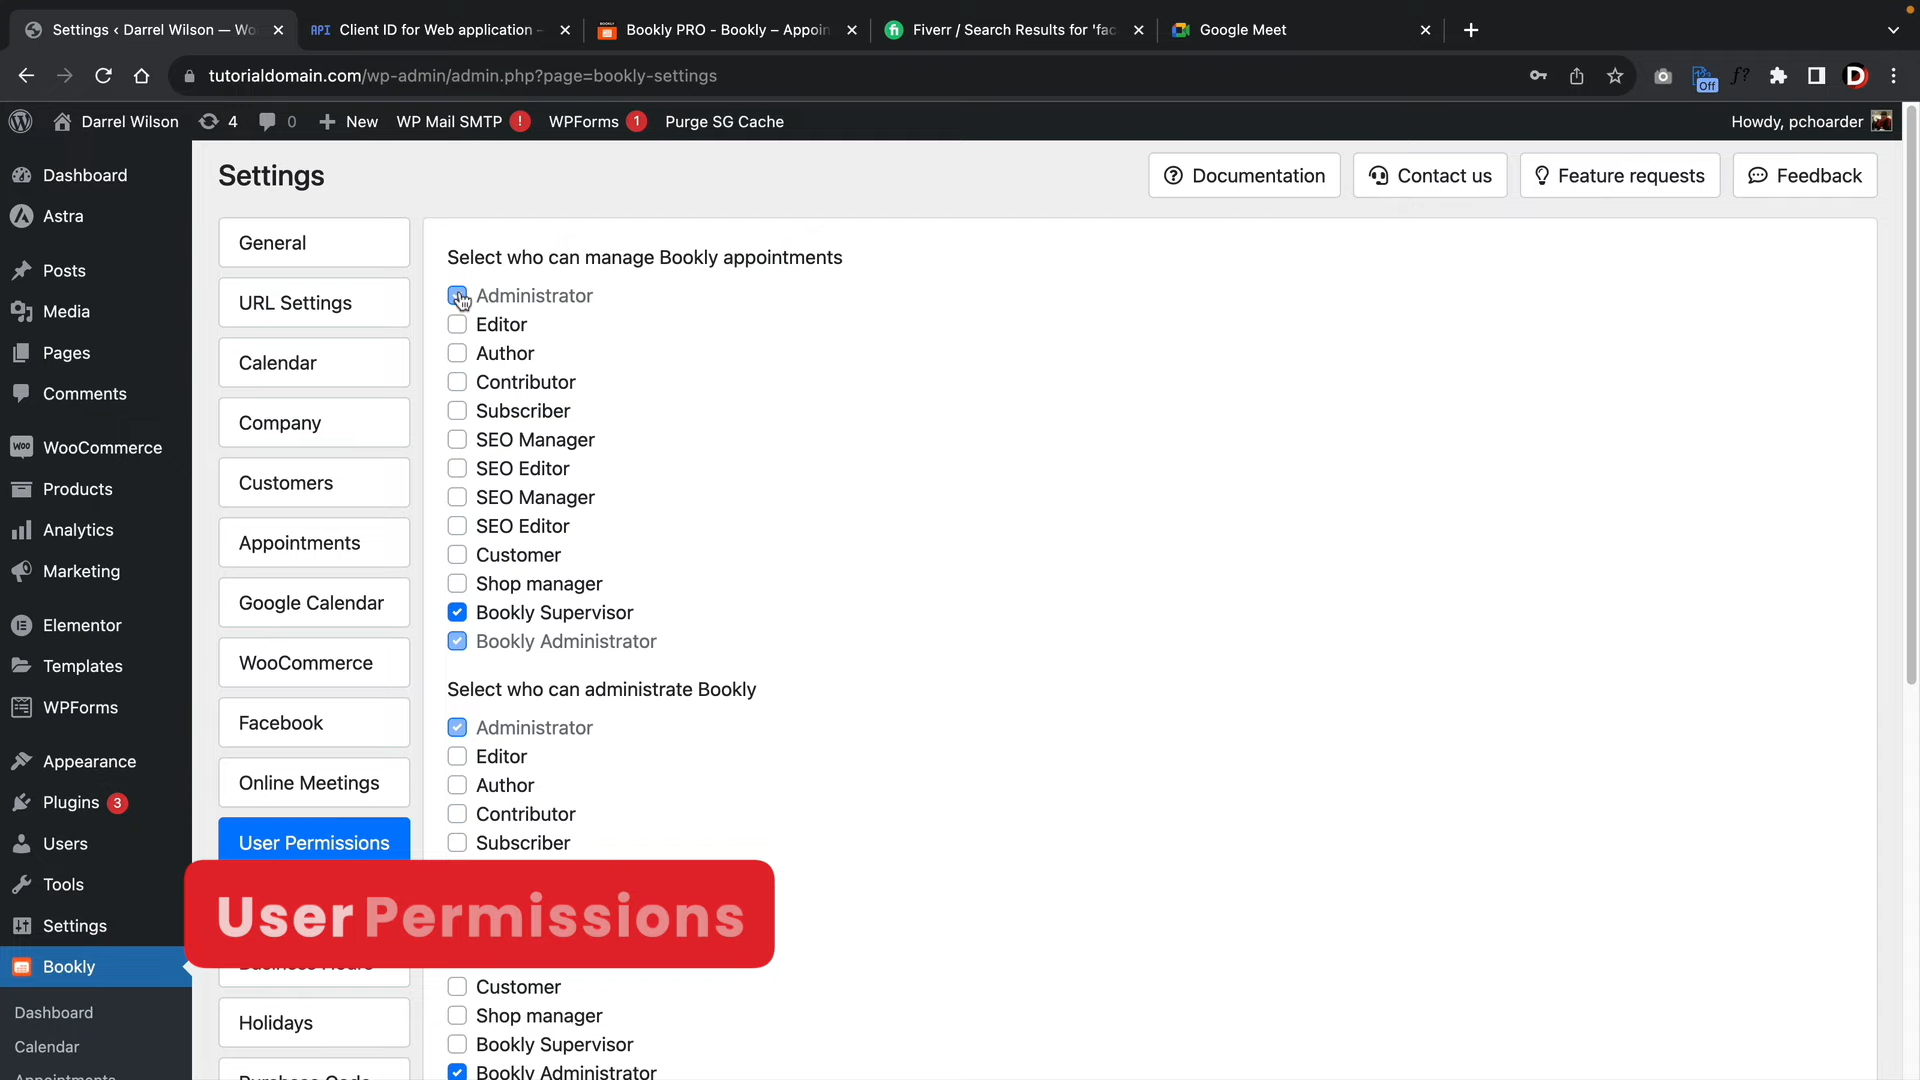 Settings ‹ Darrel Wilson — Wo
API Client ID for Web application -
Bookly PRO - Bookly – Appoin
Fiverr / Search Results for 'fac
Google Meet
tutorialdomain.com/wp-admin/admin.php?page=bookly-settings
Off
f?
D
Darrel Wilson
4
0
New
WP Mail SMTP !
WPForms 1
Purge SG Cache
Howdy, pchoarder
Dashboard
Astra
Posts
Media
Pages
Comments
WooCommerce
Products
Analytics
Marketing
Elementor
Templates
WPForms
Appearance
Plugins 3
Users
Tools
Settings
Bookly
Dashboard
Calendar
Appointments
Settings
Documentation
Contact us
Feature requests
Feedback
General
URL Settings
Calendar
Company
Customers
Appointments
Google Calendar
WooCommerce
Facebook
Online Meetings
User Permissions
Business Hours
Holidays
Purchase Code
Select who can manage Bookly appointments
Administrator
Editor
Author
Contributor
Subscriber
SEO Manager
SEO Editor
SEO Manager
SEO Editor
Customer
Shop manager
Bookly Supervisor
Bookly Administrator
Select who can administrate Bookly
Administrator
Editor
Author
Contributor
Subscriber
Customer
Shop manager
Bookly Supervisor
Bookly Administrator
User Permissions